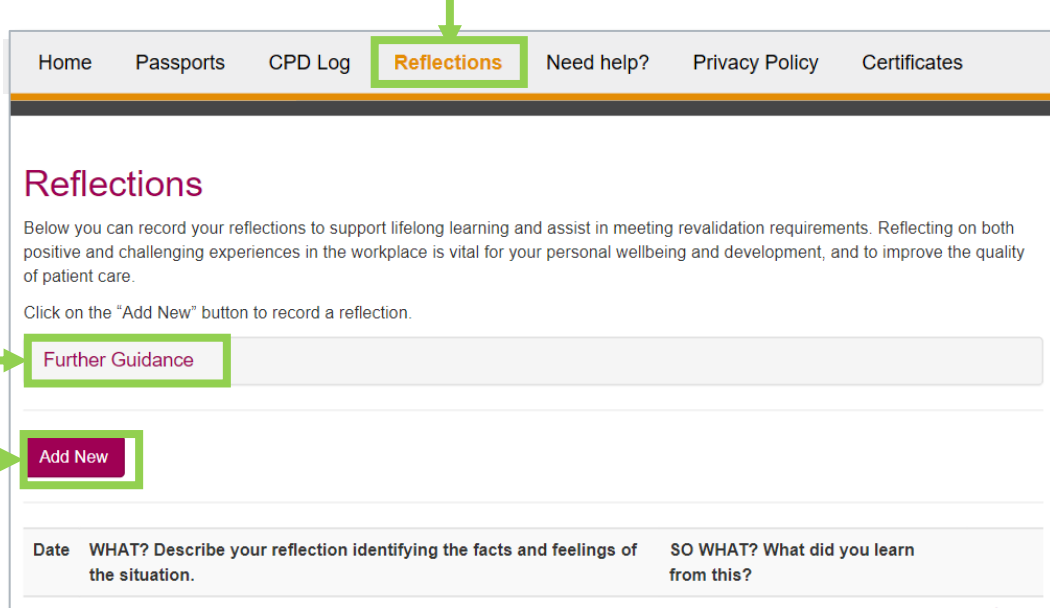 Home Passports CPD Log Reflections Need help? Privacy Policy Certificates
Reflections
Below you can record your reflections to support lifelong learning and assist in meeting revalidation requirements. Reflecting on both
positive and challenging experiences in the workplace is vital for your personal wellbeing and development, and to improve the quality
of patient care.
Click on the “Add New” button to record a reflection.
Further Guidance
Add New
Date WHAT? Describe your reflection identifying the facts and feelings of SO WHAT? What did you learn
the situation. from this?